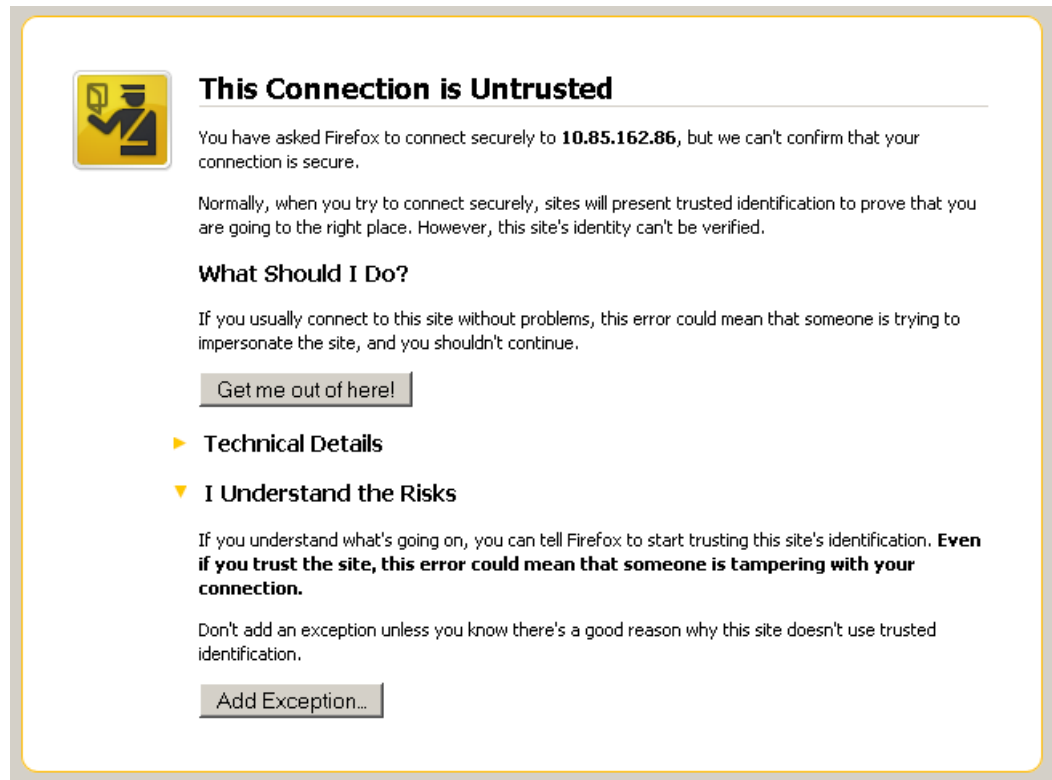 This Connection is Untrusted
You have asked Firefox to connect securely to 10.85.162.86, but we can't confirm that your
connection is secure.
Normally, when you try to connect securely, sites will present trusted identification to prove that you
are going to the right place. However, this site's identity can't be verified.
What Should I Do?
If you usually connect to this site without problems, this error could mean that someone is trying to
impersonate the site, and you shouldn't continue.
Get me out of here!
Technical Details
I Understand the Risks
If you understand what's going on, you can tell Firefox to start trusting this site's identification. Even
if you trust the site, this error could mean that someone is tampering with your
connection.
Don't add an exception unless you know there's a good reason why this site doesn't use trusted
identification.
Add Exception...